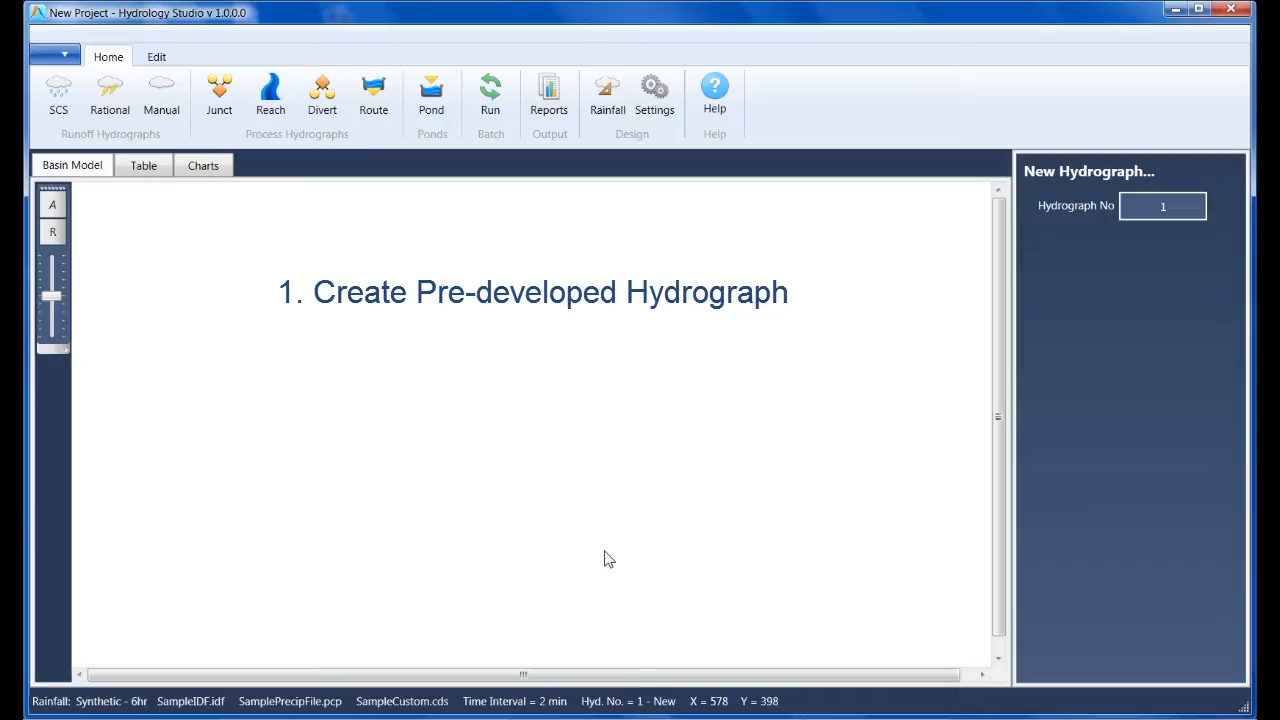 New Project - Hydrology Studio v 1.0.0.0
Home Edit
SCS Rational Manual Junct Reach Divert Route Pond Run Reports Rainfall Settings Help
Runoff Hydrographs Process Hydrographs Ponds Batch Output Design Help
Basin Model Table Charts
New Hydrograph...
Hydrograph No 1
A
R
1. Create Pre-developed Hydrograph
Rainfall: Synthetic - 6hr SampleIDF.idf SamplePrecipFile.pcp SampleCustom.cds Time Interval = 2 min Hyd. No. = 1 - New X = 578 Y = 398